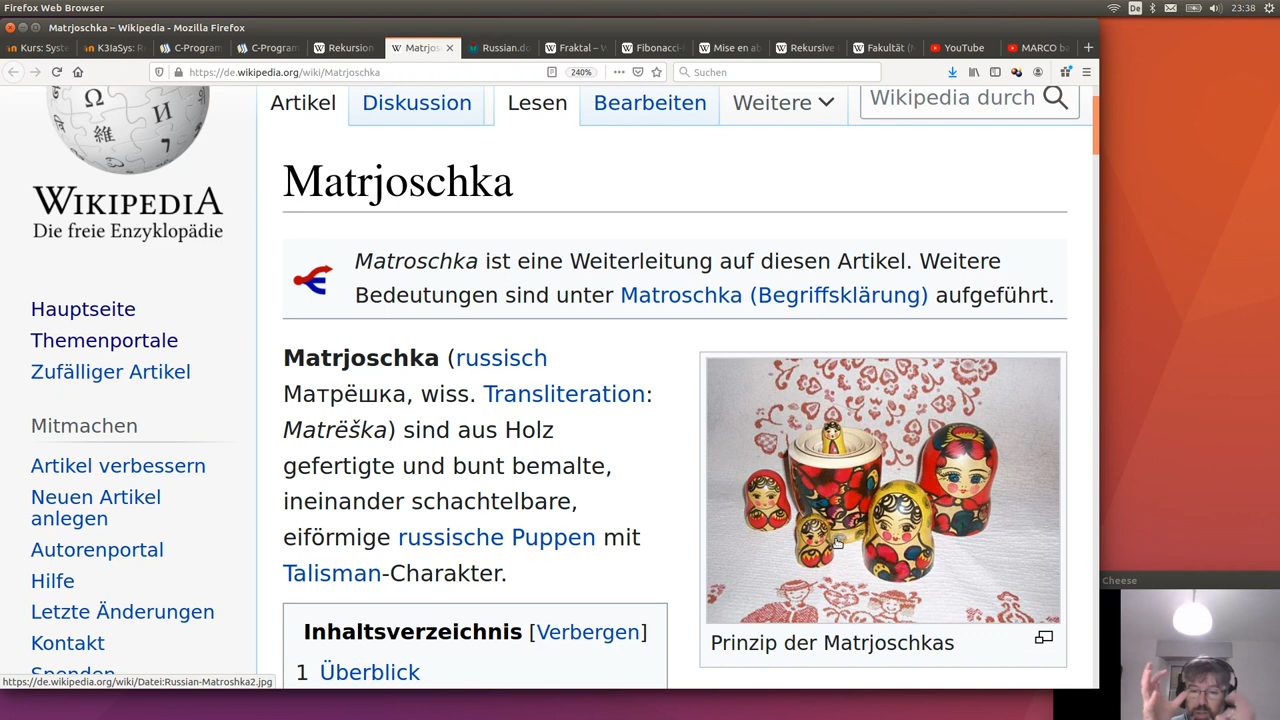 Firefox Web Browser
De
23:38
Matrjoschka – Wikipedia - Mozilla Firefox
Kurs: Syst
K3IaSys: R
C-Program
C-Program
Rekursion
Matrjos
Russian.do
Fraktal – W
Fibonacci-
Mise en ab
Rekursive
Fakultät (M
YouTube
MARCO ba
https://de.wikipedia.org/wiki/Matrjoschka
240%
Suchen
Artikel
Diskussion
Lesen
Bearbeiten
Weitere
Wikipedia durch
WIKIPEDIA
Die freie Enzyklopädie
Hauptseite
Themenportale
Zufälliger Artikel
Mitmachen
Artikel verbessern
Neuen Artikel
anlegen
Autorenportal
Hilfe
Letzte Änderungen
Kontakt
Spenden
https://de.wikipedia.org/wiki/Datei:Russian-Matroshka2.jpg
Matrjoschka
Matroschka ist eine Weiterleitung auf diesen Artikel. Weitere
Bedeutungen sind unter Matroschka (Begriffsklärung) aufgeführt.
Matrjoschka (russisch
Матрёшка, wiss. Transliteration:
Matrëška) sind aus Holz
gefertigte und bunt bemalte,
ineinander schachtelbare,
eiförmige russische Puppen mit
Talisman-Charakter.
Prinzip der Matrjoschkas
Inhaltsverzeichnis [Verbergen]
1 Überblick
Cheese